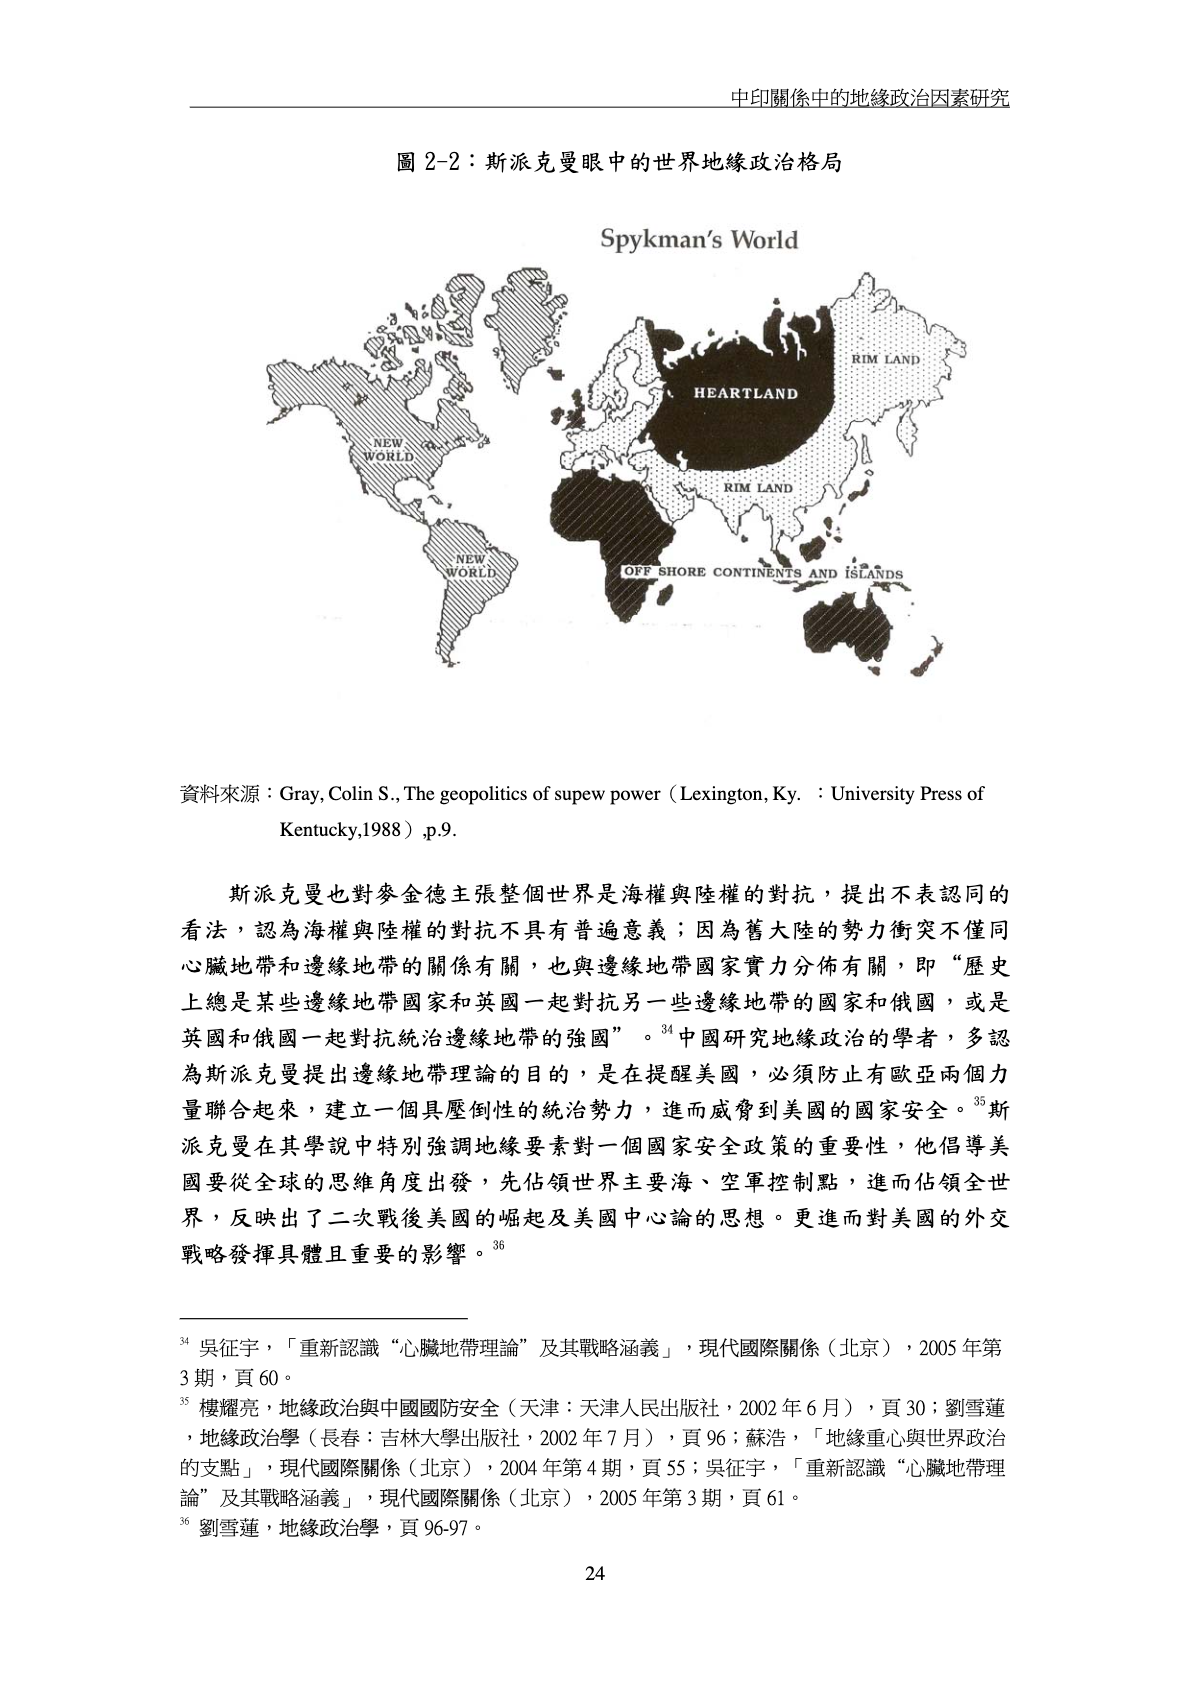 中印關係中的地緣政治因素研究
圖 2-2：斯派克曼眼中的世界地緣政治格局
Spykman's World
RIM LAND
HEARTLAND
NEW
WORLD
RIM LAND
NEW
WORLD
OFF SHORE CONTINENTS AND ISLANDS
資料來源：Gray, Colin S., The geopolitics of supew power（Lexington, Ky. ：University Press of
Kentucky,1988）,p.9.
斯派克曼也對麥金德主張整個世界是海權與陸權的對抗，提出不表認同的
看法，認為海權與陸權的對抗不具有普遍意義；因為舊大陸的勢力衝突不僅同
心臟地帶和邊緣地帶的關係有關，也與邊緣地帶國家實力分佈有關，即“歷史
上總是某些邊緣地帶國家和英國一起對抗另一些邊緣地帶的國家和俄國，或是
英國和俄國一起對抗統治邊緣地帶的強國”。34中國研究地緣政治的學者，多認
為斯派克曼提出邊緣地帶理論的目的，是在提醒美國，必須防止有歐亞兩個力
量聯合起來，建立一個具壓倒性的統治勢力，進而威脅到美國的國家安全。35斯
派克曼在其學說中特別強調地緣要素對一個國家安全政策的重要性，他倡導美
國要從全球的思維角度出發，先佔領世界主要海、空軍控制點，進而佔領全世
界，反映出了二次戰後美國的崛起及美國中心論的思想。更進而對美國的外交
戰略發揮具體且重要的影響。36
34 吳征宇，「重新認識“心臟地帶理論”及其戰略涵義」，現代國際關係（北京），2005 年第
3 期，頁 60。
35 樓耀亮，地緣政治與中國國防安全（天津：天津人民出版社，2002 年 6 月），頁 30；劉雪蓮
，地緣政治學（長春：吉林大學出版社，2002 年 7 月），頁 96；蘇浩，「地緣重心與世界政治
的支點」，現代國際關係（北京），2004 年第 4 期，頁 55；吳征宇，「重新認識“心臟地帶理
論”及其戰略涵義」，現代國際關係（北京），2005 年第 3 期，頁 61。
36 劉雪蓮，地緣政治學，頁 96-97。
24